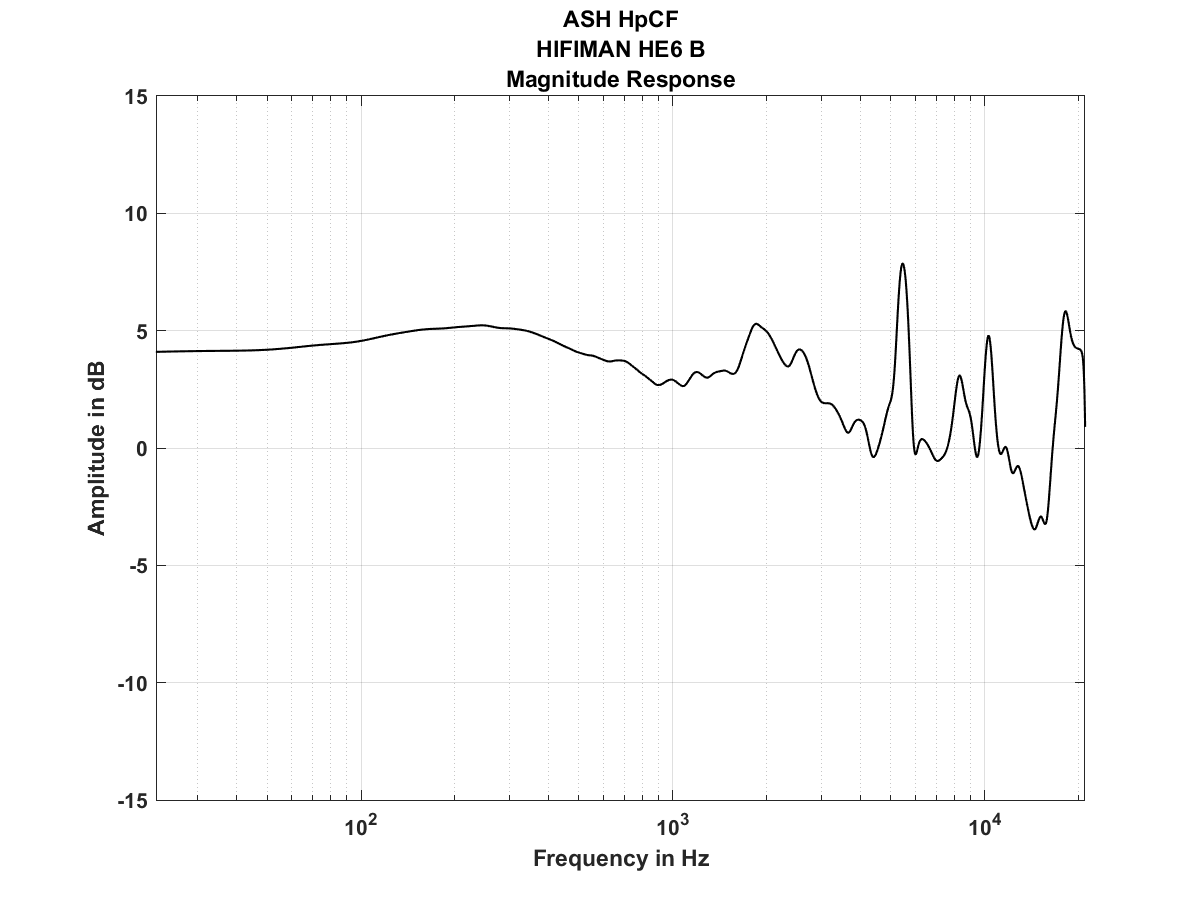 ASH HpCF
HIFIMAN HE6 B
Magnitude Response
15
10
5
0
-5
-10
-15
Amplitude in dB
10²
10³
10⁴
Frequency in Hz